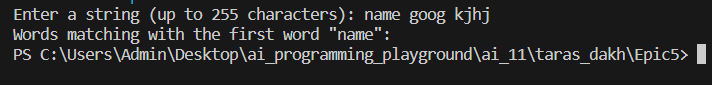 Enter a string (up to 255 characters): name goog kjhj
Words matching with the first word "name":
PS C:\Users\Admin\Desktop\ai_programming_playground\ai_11\taras_dakh\Epic5>